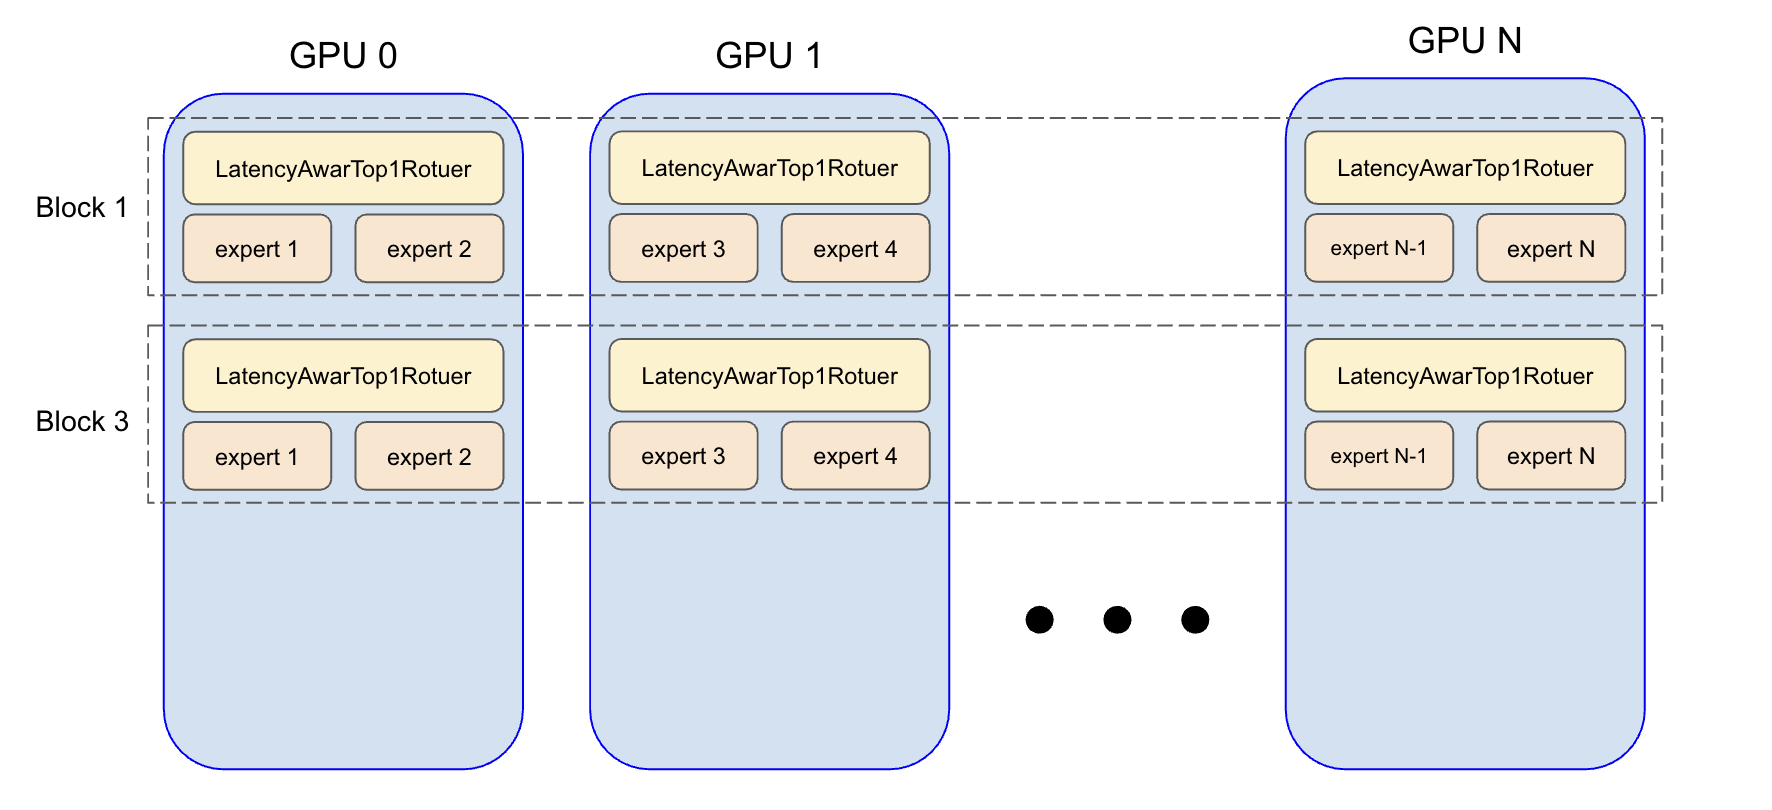 GPU 0
GPU 1
GPU N
Block 1
LatencyAwarTop1Rotuer
LatencyAwarTop1Rotuer
LatencyAwarTop1Rotuer
expert 1
expert 2
expert 3
expert 4
expert N-1
expert N
Block 3
LatencyAwarTop1Rotuer
LatencyAwarTop1Rotuer
LatencyAwarTop1Rotuer
expert 1
expert 2
expert 3
expert 4
expert N-1
expert N